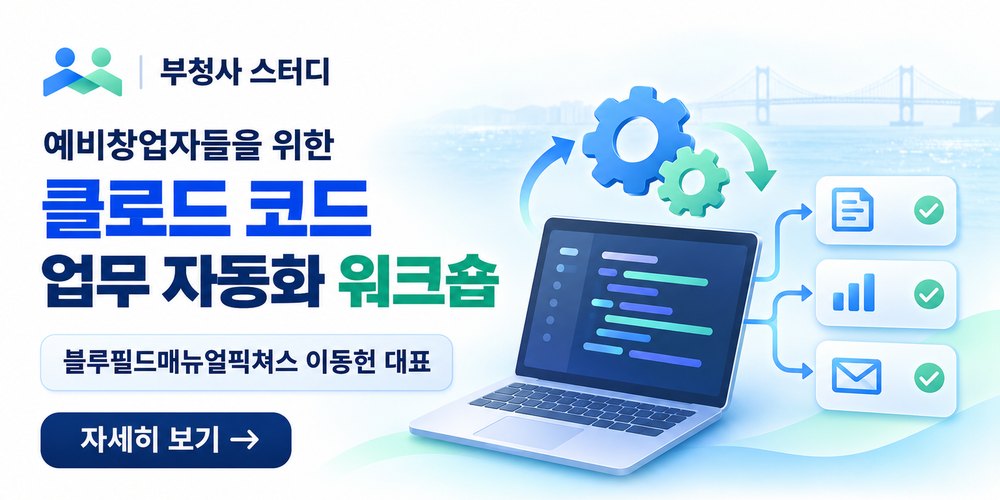 부청사 스터디
예비창업자들을 위한
클로드 코드
업무 자동화 워크숍
블루필드매뉴얼픽쳐스 이동헌 대표
자세히 보기 →